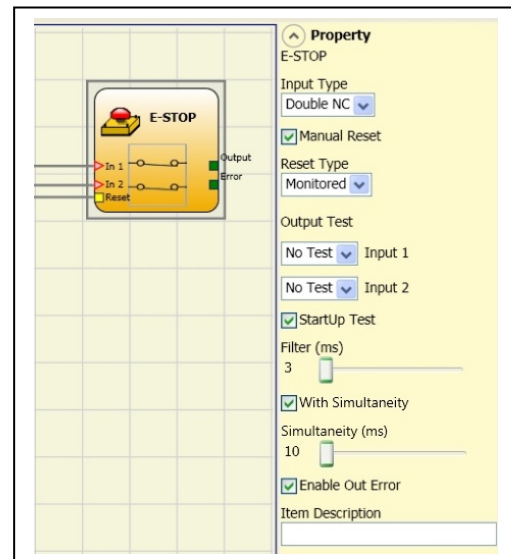 E-STOP
In 1
In 2
Reset
Output
Error
Property
E-STOP
Input Type
Double NC
Manual Reset
Reset Type
Monitored
Output Test
No Test Input 1
No Test Input 2
StartUp Test
Filter (ms)
3
With Simultaneity
Simultaneity (ms)
10
Enable Out Error
Item Description